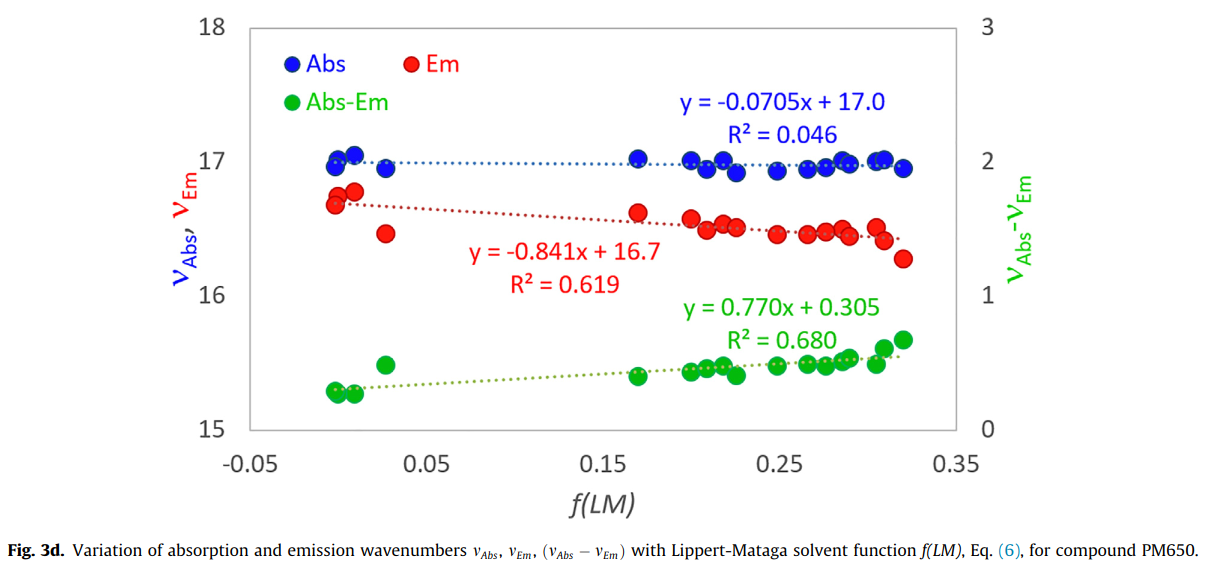 18
3
Abs
Em
Abs-Em
y = -0.0705x + 17.0
R² = 0.046
17
2
νAbs, νEm
νAbs-νEm
y = -0.841x + 16.7
R² = 0.619
16
1
y = 0.770x + 0.305
R² = 0.680
15
0
-0.05
0.05
0.15
0.25
0.35
f(LM)
Fig. 3d. Variation of absorption and emission wavenumbers νAbs, νEm, (νAbs − νEm) with Lippert-Mataga solvent function f(LM), Eq. (6), for compound PM650.